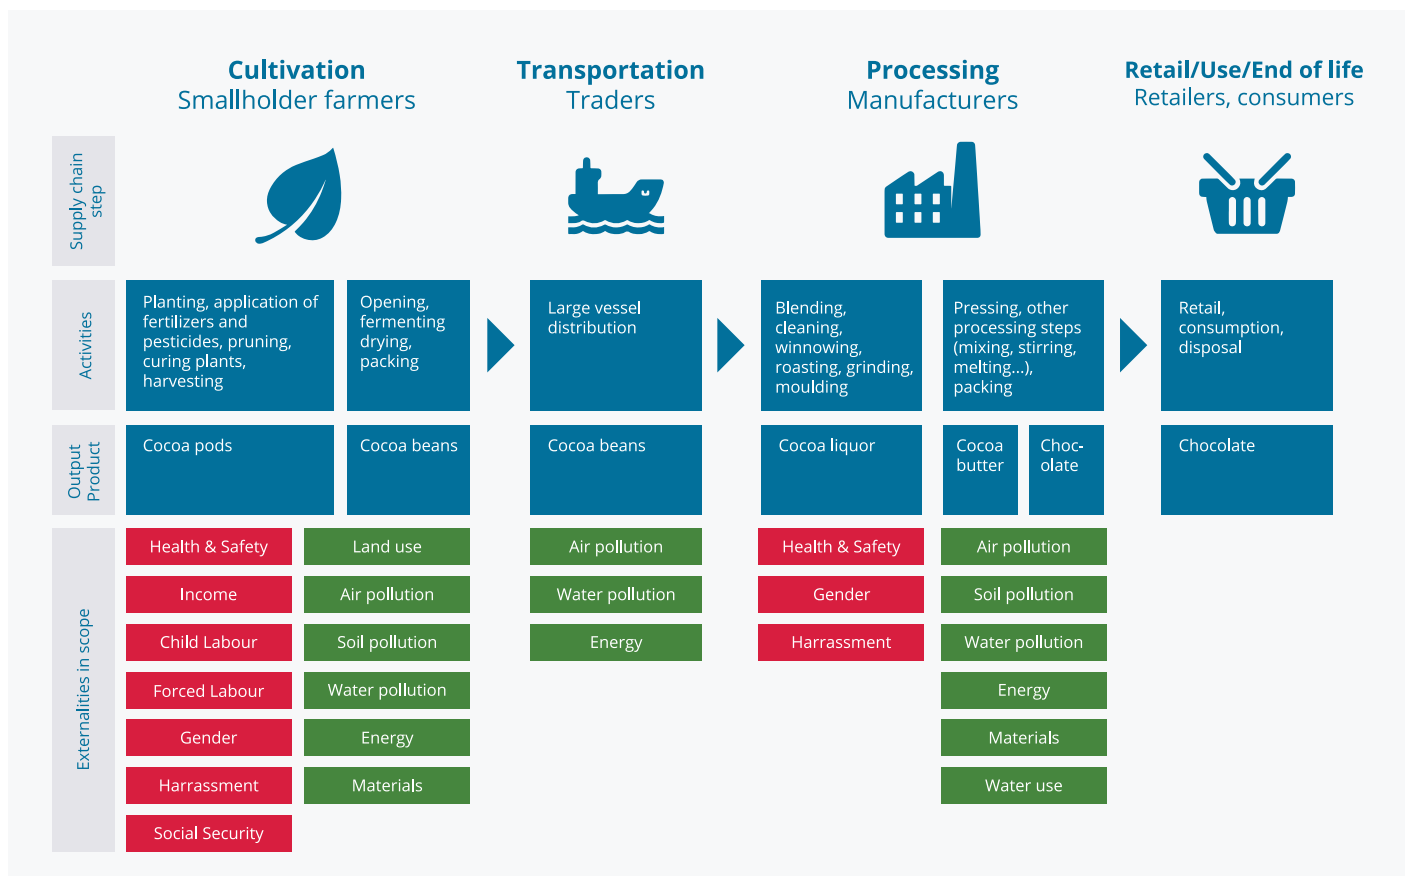 Cultivation
Smallholder farmers
Transportation
Traders
Processing
Manufacturers
Retail/Use/End of life
Retailers, consumers
Supply chain
step
Activities
Planting, application of
fertilizers and
pesticides, pruning,
curing plants,
harvesting
Opening,
fermenting
drying,
packing
Large vessel
distribution
Blending,
cleaning,
winnowing,
roasting, grinding,
moulding
Pressing, other
processing steps
(mixing, stirring,
melting...),
packing
Retail,
consumption,
disposal
Output
Product
Cocoa pods
Cocoa beans
Cocoa beans
Cocoa liquor
Cocoa
butter
Choc-
olate
Chocolate
Externalities in scope
Health & Safety
Income
Child Labour
Forced Labour
Gender
Harrassment
Social Security
Land use
Air pollution
Soil pollution
Water pollution
Energy
Materials
Air pollution
Water pollution
Energy
Health & Safety
Gender
Harrassment
Air pollution
Soil pollution
Water pollution
Energy
Materials
Water use